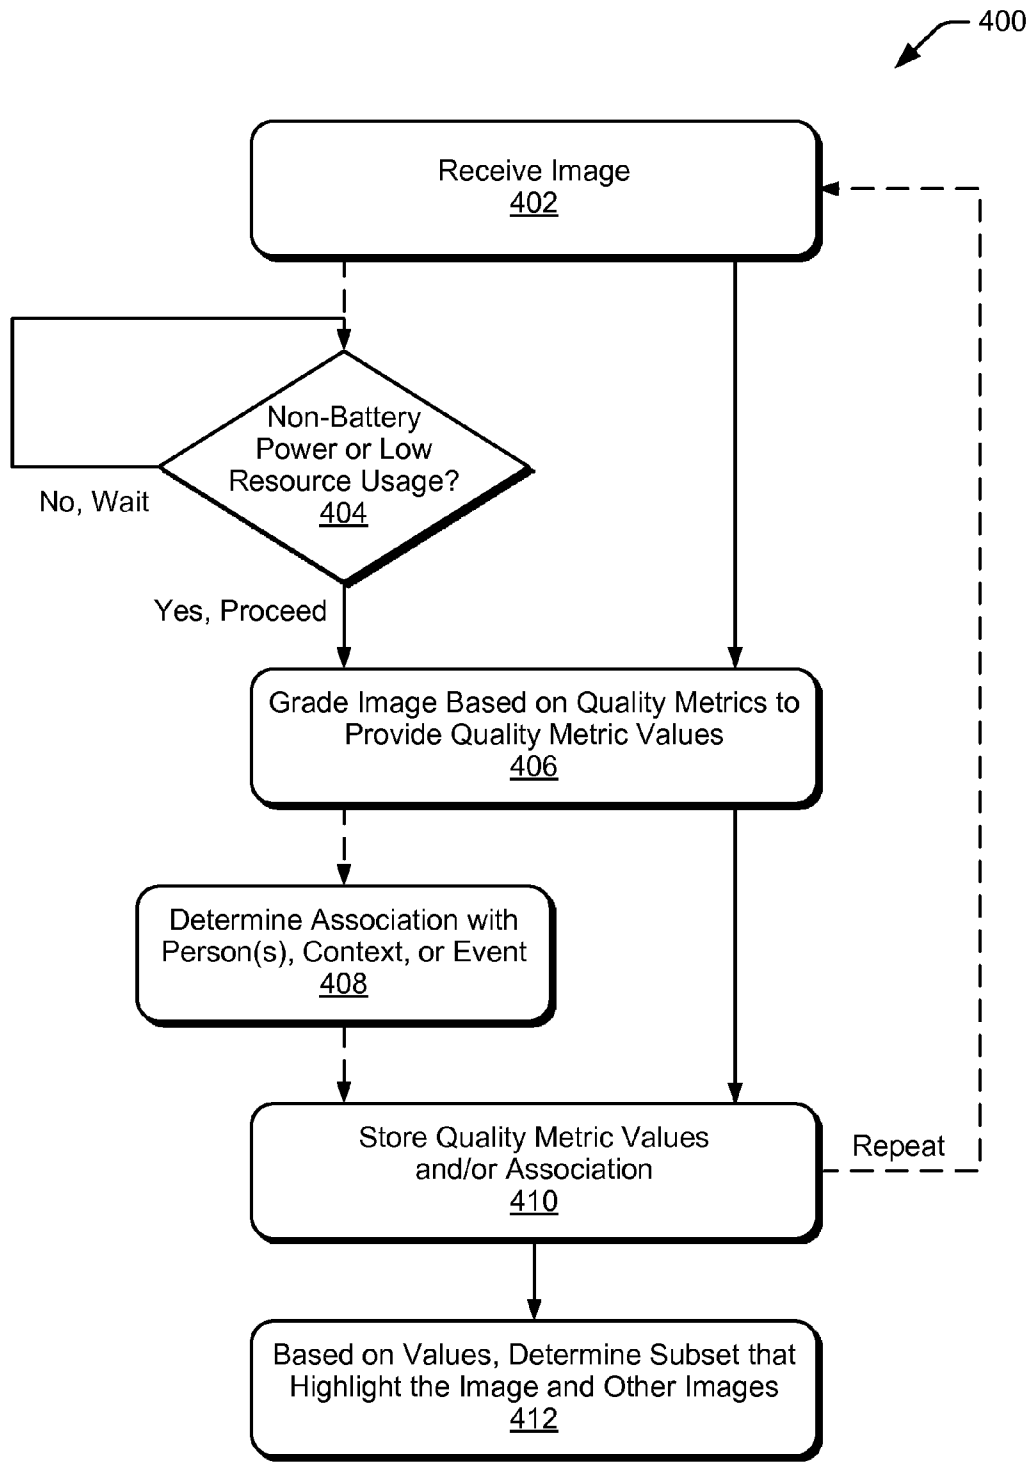 400
Receive Image
402
Non-Battery
Power or Low
Resource Usage?
404
No, Wait
Yes, Proceed
Grade Image Based on Quality Metrics to
Provide Quality Metric Values
406
Determine Association with
Person(s), Context, or Event
408
Store Quality Metric Values
and/or Association
410
Repeat
Based on Values, Determine Subset that
Highlight the Image and Other Images
412